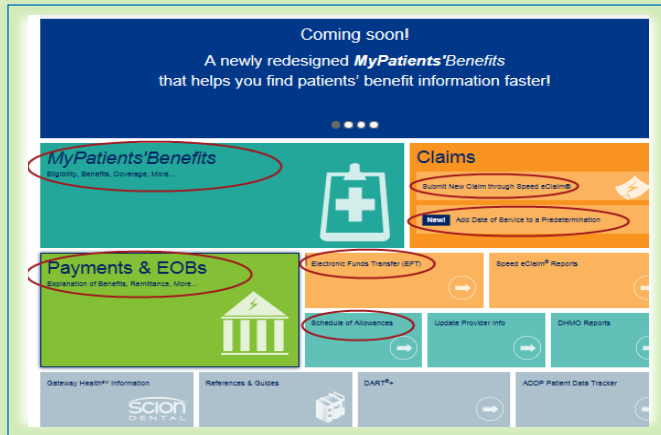 Coming soon!
A newly redesigned MyPatients'Benefits
that helps you find patients' benefit information faster!
MyPatients'Benefits
Eligibility, Benefits, Coverage, More...
Claims
Submit New Claim through Speed eClaim®
New! Add Date of Service to a Predetermination
Payments & EOBs
Explanation of Benefits, Remittance, More...
Electronic Funds Transfer (EFT)
Speed eClaim® Reports
Schedule of Allowances
Update Provider Info
DHMO Reports
Gateway Health℠ Information
SCION
DENTAL
References & Guides
DART®+
ACDP Patient Data Tracker